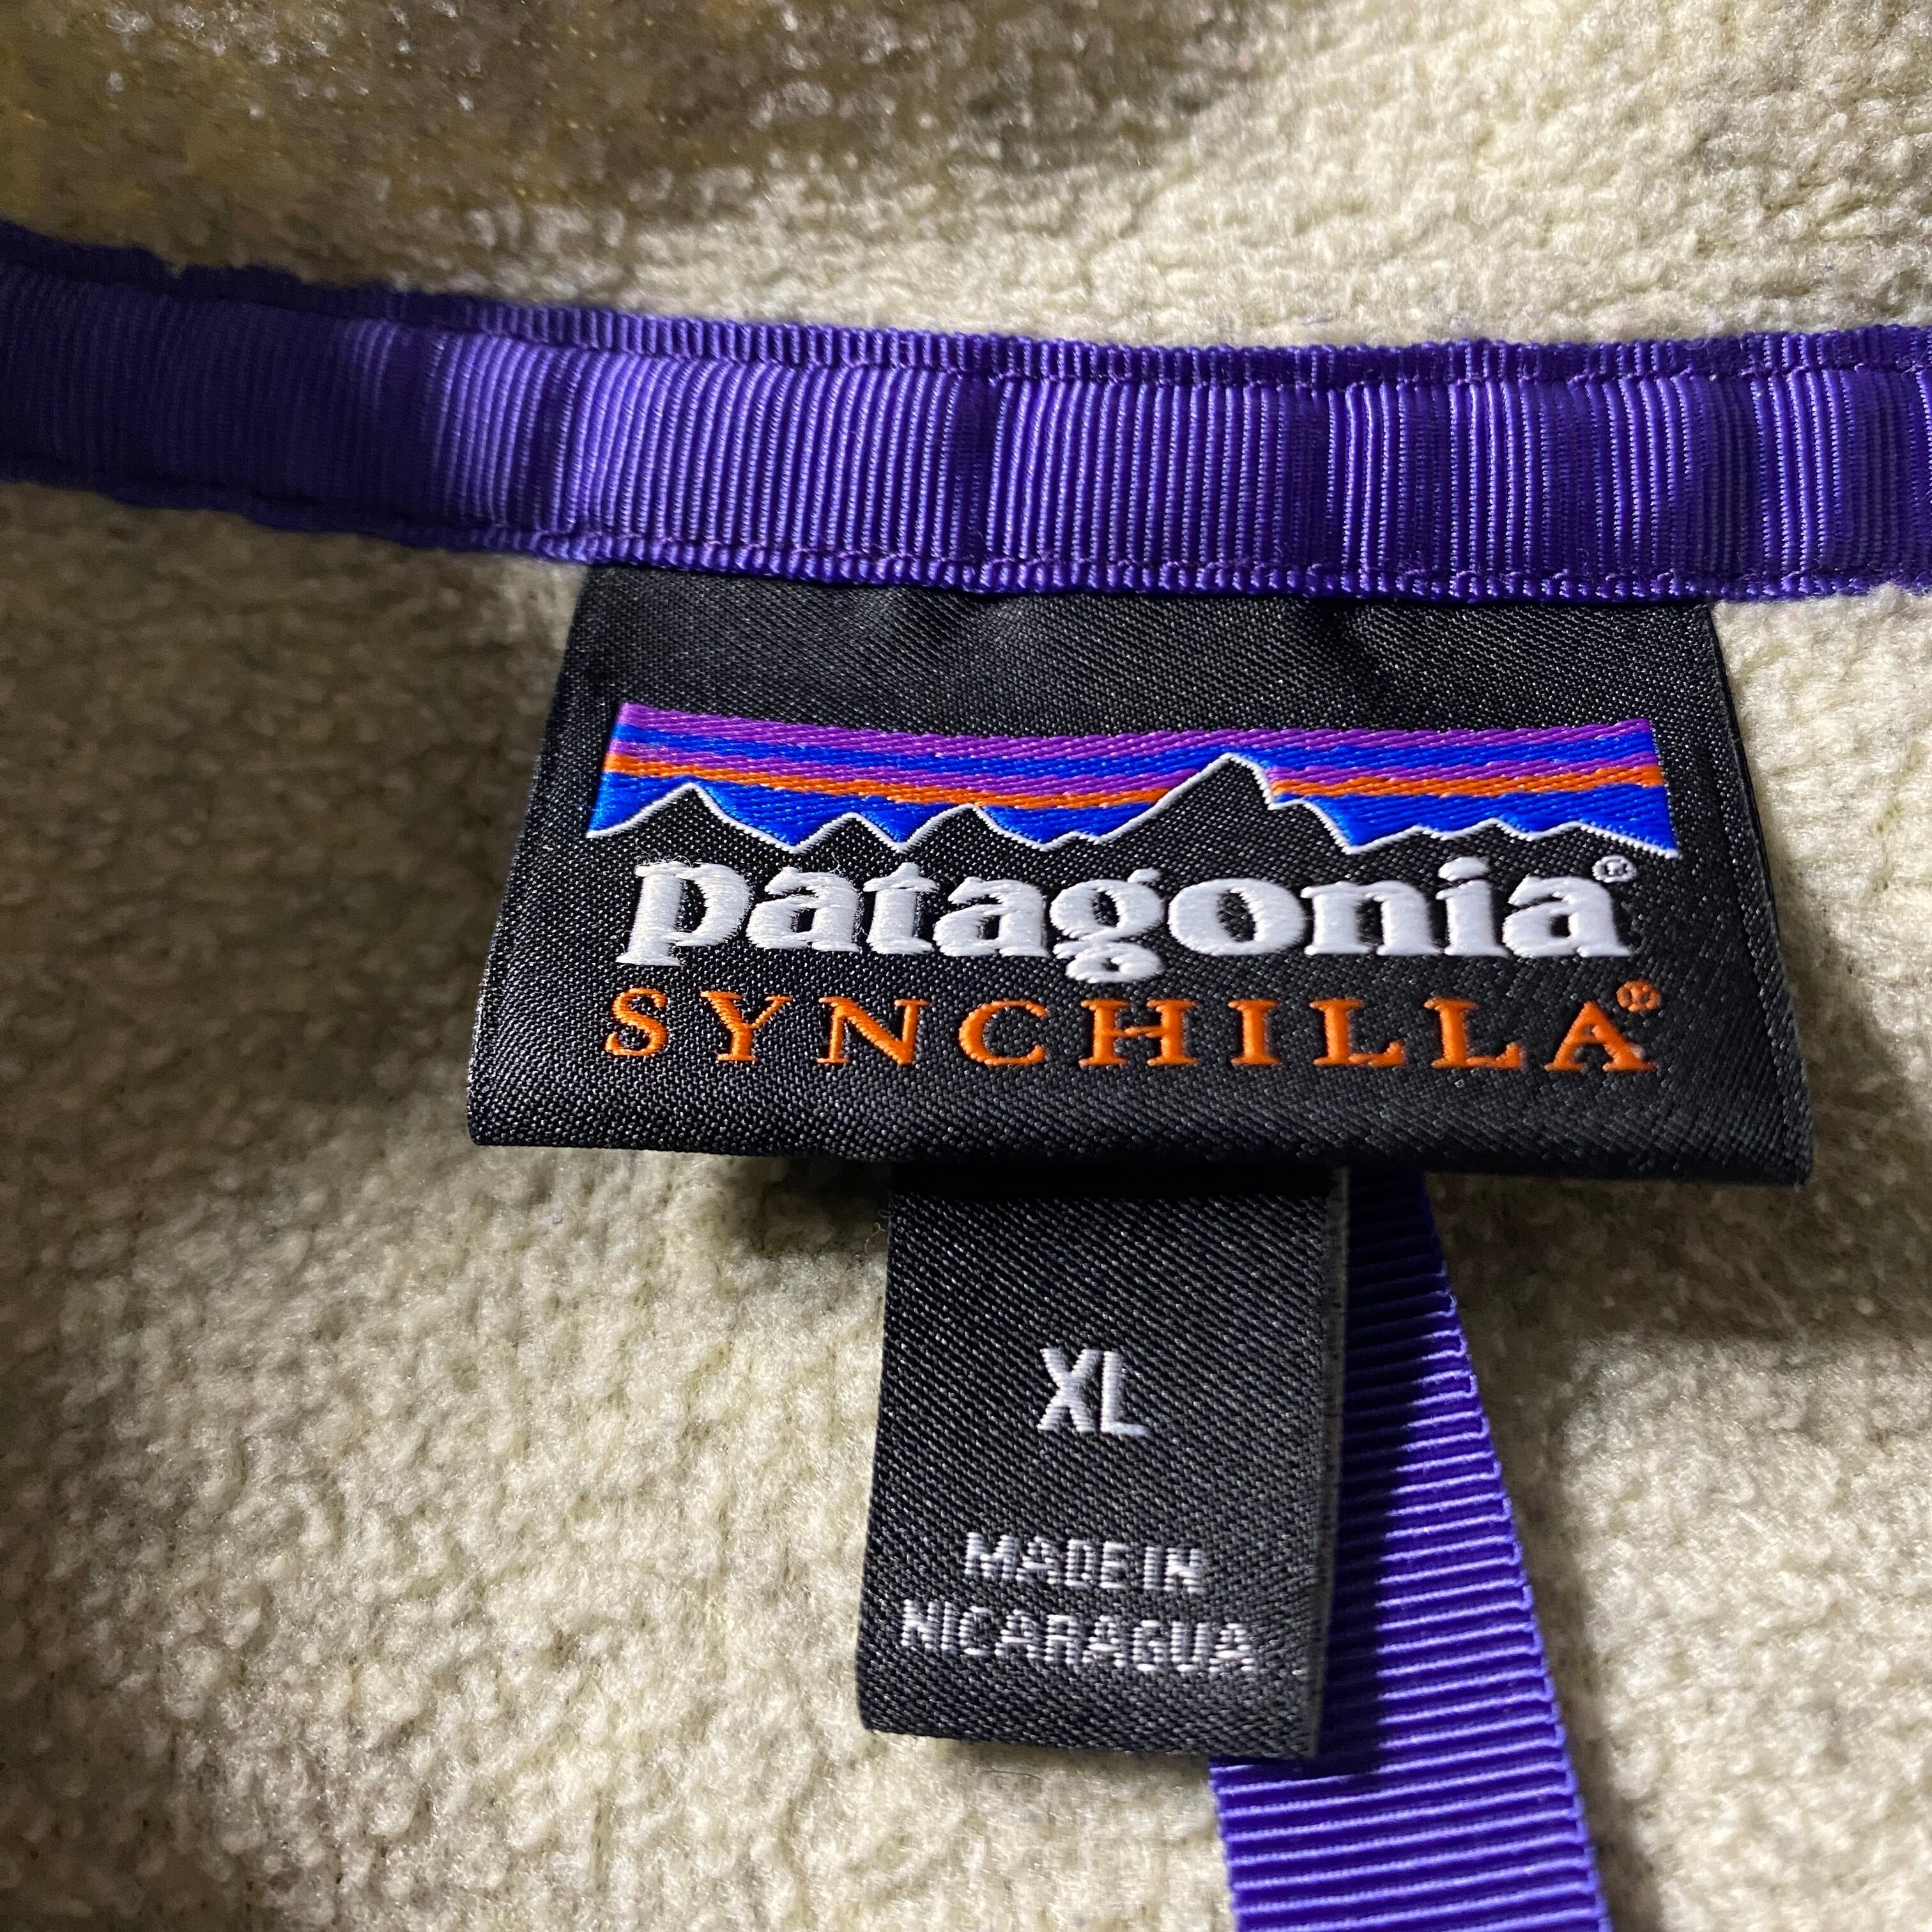 patagonia®
SYNCHILLA®
XL
MADE IN
NICARAGUA